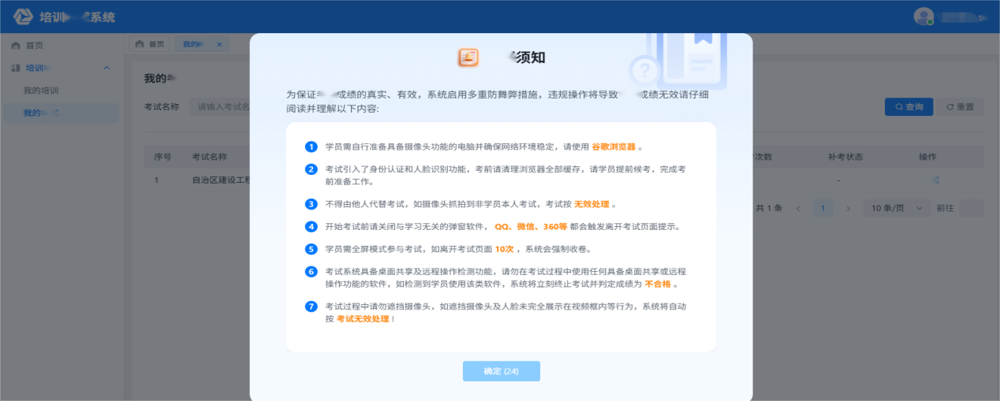 培训 系统
首页
培训
我的培训
我的
首页
我的
我的
考试名称
请输入考试名
查询
重置
序号
考试名称
次数
补考状态
操作
1
自治区建设工程
-
共 1 条
1
10 条/页
前往
须知
为保证 成绩的真实、有效，系统启用多重防舞弊措施，违规操作将导致 成绩无效请仔细
阅读并理解以下内容:
1 学员需自行准备具备摄像头功能的电脑并确保网络环境稳定，请使用 谷歌浏览器 。
2 考试引入了身份认证和人脸识别功能，考前请清理浏览器全部缓存，请学员提前候考，完成考
前准备工作。
3 不得由他人代替考试，如摄像头抓拍到非学员本人考试，考试按 无效处理 。
4 开始考试前请关闭与学习无关的弹窗软件， QQ、微信、360等 都会触发离开考试页面提示。
5 学员需全屏模式参与考试，如离开考试页面 10次 ，系统会强制收卷。
6 考试系统具备桌面共享及远程操作检测功能，请勿在考试过程中使用任何具备桌面共享或远程
操作功能的软件，如检测到学员使用该类软件，系统将立刻终止考试并判定成绩为 不合格 。
7 考试过程中请勿遮挡摄像头，如遮挡摄像头及人脸未完全展示在视频框内等行为，系统将自动
按 考试无效处理！
确定 (24)